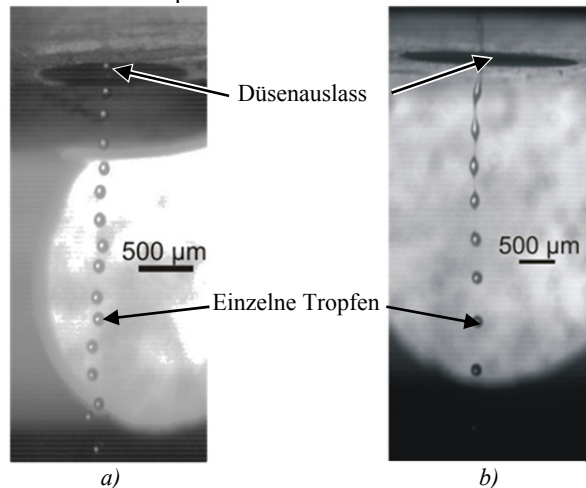 Düsenauslass
500 µm
500 µm
Einzelne Tropfen
a)
b)